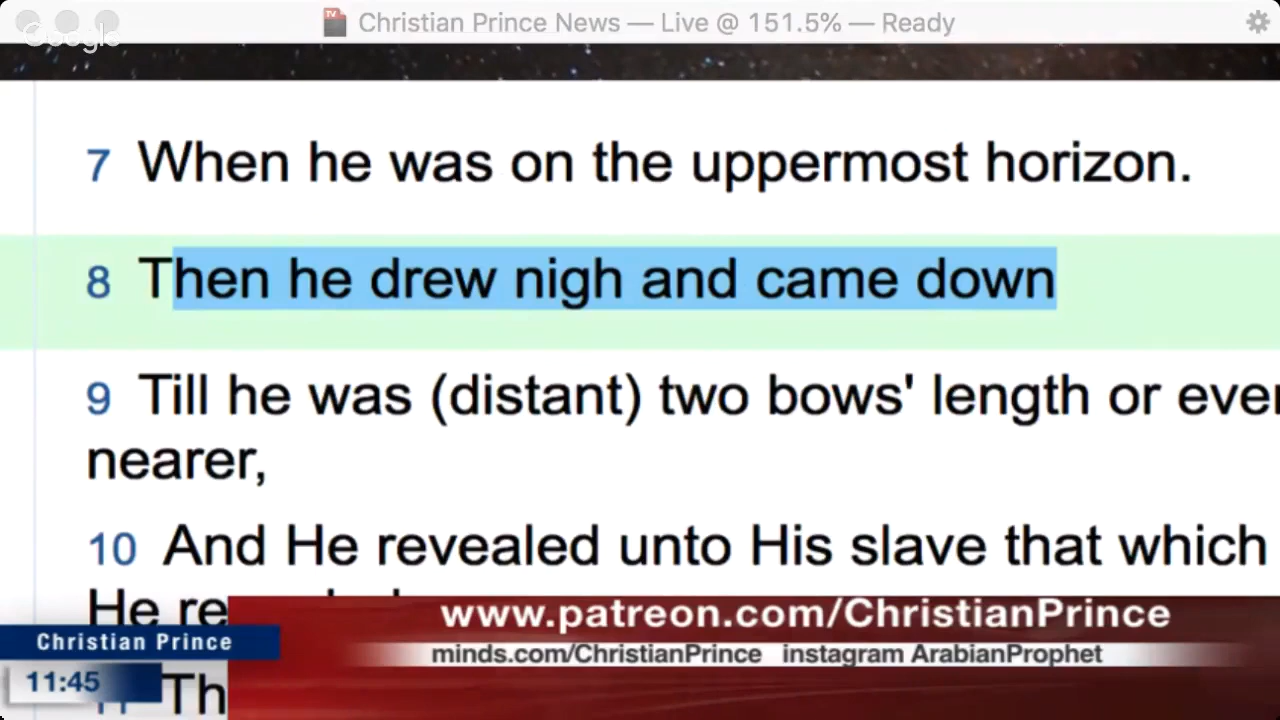 Christian Prince News — Live @ 151.5% — Ready
Google
7 When he was on the uppermost horizon.
8 Then he drew nigh and came down
9 Till he was (distant) two bows' length or even
nearer,
10 And He revealed unto His slave that which
He
www.patreon.com/ChristianPrince
Christian Prince
minds.com/ChristianPrince instagram ArabianProphet
11:45
11 Th